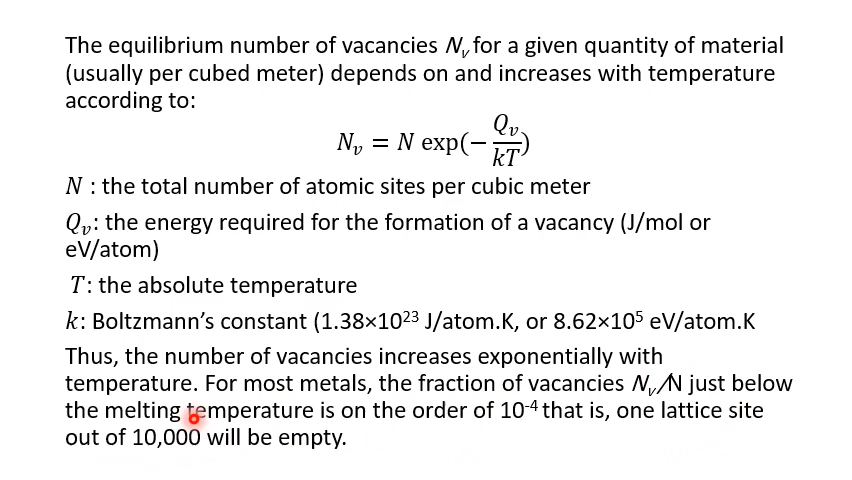 The equilibrium number of vacancies Nᵥ for a given quantity of material
(usually per cubed meter) depends on and increases with temperature
according to:
Nᵥ = N exp(−Qᵥ/kT)
N : the total number of atomic sites per cubic meter
Qᵥ: the energy required for the formation of a vacancy (J/mol or
eV/atom)
T: the absolute temperature
k: Boltzmann’s constant (1.38×10²³ J/atom.K, or 8.62×10⁵ eV/atom.K
Thus, the number of vacancies increases exponentially with
temperature. For most metals, the fraction of vacancies Nᵥ/N just below
the melting temperature is on the order of 10⁻⁴ that is, one lattice site
out of 10,000 will be empty.